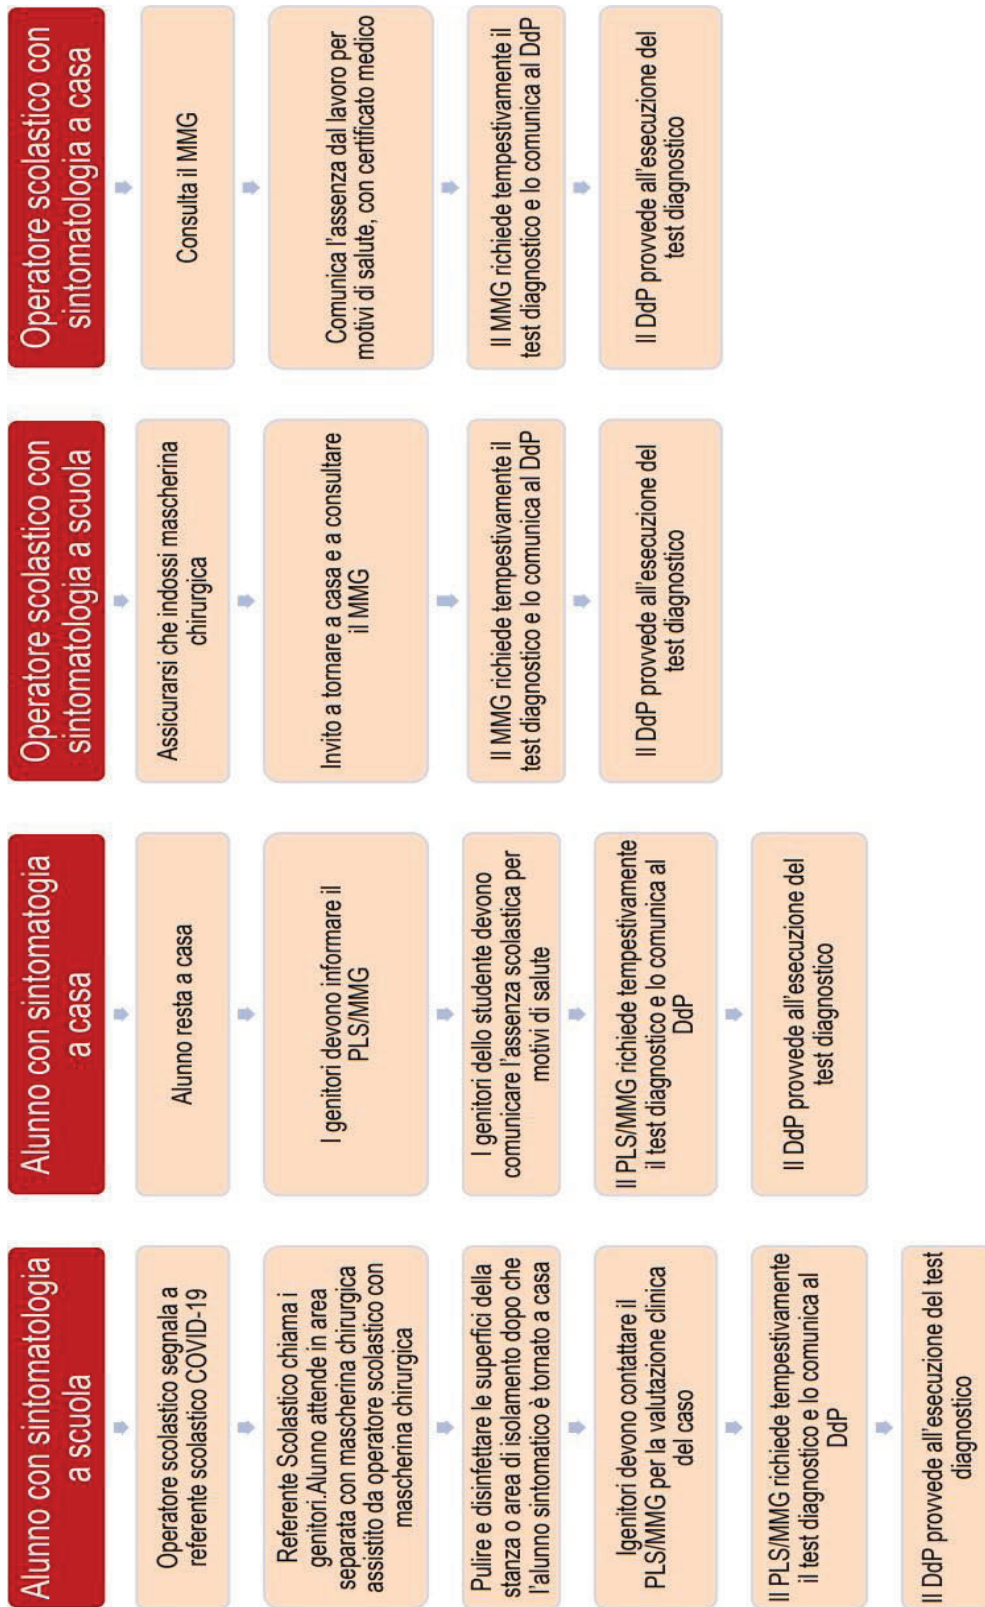 Alunno con sintomatologia
a scuola
Operatore scolastico segnala a
referente scolastico COVID-19
Referente Scolastico chiama i
genitori.Alunno attende in area
separata con mascherina chirurgica
assistito da operatore scolastico con
mascherina chirurgica
Pulire e disinfettare le superfici della
stanza o area di isolamento dopo che
l'alunno sintomatico è tornato a casa
Igenitori devono contattare il
PLS/MMG per la valutazione clinica
del caso
Il PLS/MMG richiede tempestivamente
il test diagnostico e lo comunica al
DdP
Il DdP provvede all'esecuzione del test
diagnostico
Alunno con sintomatogia
a casa
Alunno resta a casa
I genitori devono informare il
PLS/MMG
I genitori dello studente devono
comunicare l'assenza scolastica per
motivi di salute
Il PLS/MMG richiede tempestivamente
il test diagnostico e lo comunica al
DdP
Il DdP provvede all'esecuzione del
test diagnostico
Operatore scolastico con
sintomatologia a scuola
Assicurarsi che indossi mascherina
chirurgica
Invito a tornare a casa e a consultare
il MMG
Il MMG richiede tempestivamente il
test diagnostico e lo comunica al DdP
Il DdP provvede all'esecuzione del
test diagnostico
Operatore scolastico con
sintomatologia a casa
Consulta il MMG
Comunica l'assenza dal lavoro per
motivi di salute, con certificato medico
Il MMG richiede tempestivamente il
test diagnostico e lo comunica al DdP
Il DdP provvede all'esecuzione del
test diagnostico